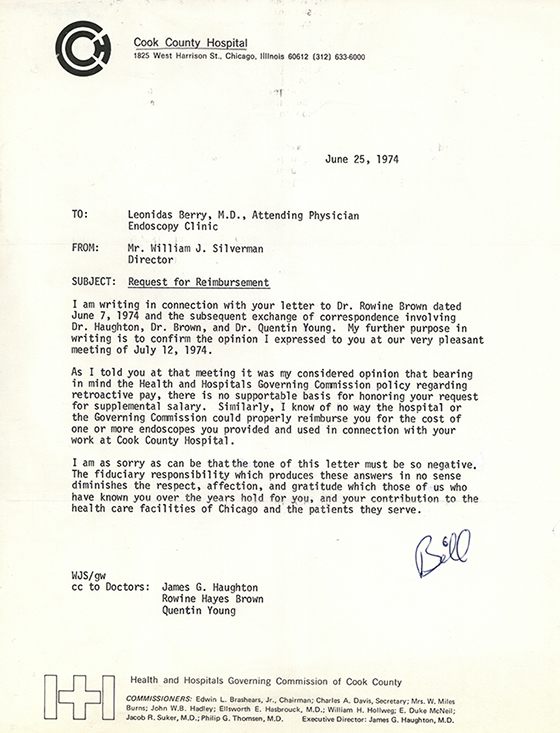 Cook County Hospital
1825 West Harrison St., Chicago, Illinois 60612 (312) 633-6000
June 25, 1974
TO: Leonidas Berry, M.D., Attending Physician
Endoscopy Clinic
FROM: Mr. William J. Silverman
Director
SUBJECT: Request for Reimbursement
I am writing in connection with your letter to Dr. Rowine Brown dated
June 7, 1974 and the subsequent exchange of correspondence involving
Dr. Haughton, Dr. Brown, and Dr. Quentin Young. My further purpose in
writing is to confirm the opinion I expressed to you at our very pleasant
meeting of July 12, 1974.
As I told you at that meeting it was my considered opinion that bearing
in mind the Health and Hospitals Governing Commission policy regarding
retroactive pay, there is no supportable basis for honoring your request
for supplemental salary. Similarly, I know of no way the hospital or
the Governing Commission could properly reimburse you for the cost of
one or more endoscopes you provided and used in connection with your
work at Cook County Hospital.
I am as sorry as can be that the tone of this letter must be so negative.
The fiduciary responsibility which produces these answers in no sense
diminishes the respect, affection, and gratitude which those of us who
have known you over the years hold for you, and your contribution to the
health care facilities of Chicago and the patients they serve.
Bill
WJS/gw
cc to Doctors: James G. Haughton
Rowine Hayes Brown
Quentin Young
Health and Hospitals Governing Commission of Cook County
COMMISSIONERS: Edwin L. Brashears, Jr., Chairman; Charles A. Davis, Secretary; Mrs. W. Miles
Burns; John W.B. Hadley; Ellsworth E. Hasbrouck, M.D.; William H. Hollweg; E. Duke McNeil;
Jacob R. Suker, M.D.; Philip G. Thomsen, M.D. Executive Director: James G. Haughton, M.D.